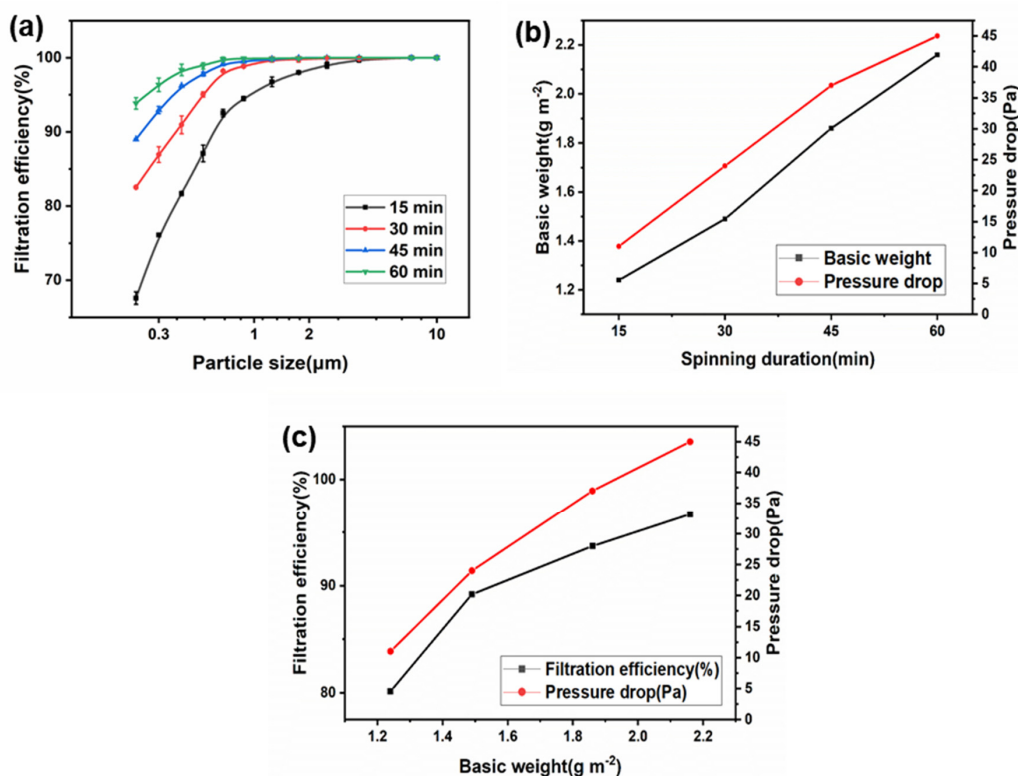 (a)
Filtration efficiency(%)
100
90
80
70
15 min
30 min
45 min
60 min
0.3
1
2
10
Particle size(μm)
(b)
Basic weight(g m-2)
2.2
2.0
1.8
1.6
1.4
1.2
Basic weight
Pressure drop
45
40
35
30
25
20
15
10
5
0
Pressure drop(Pa)
15
30
45
60
Spinning duration(min)
(c)
Filtration efficiency(%)
100
90
80
Filtration efficiency(%)
Pressure drop(Pa)
45
40
35
30
25
20
15
10
5
0
Pressure drop(Pa)
1.2
1.4
1.6
1.8
2.0
2.2
Basic weight(g m-2)